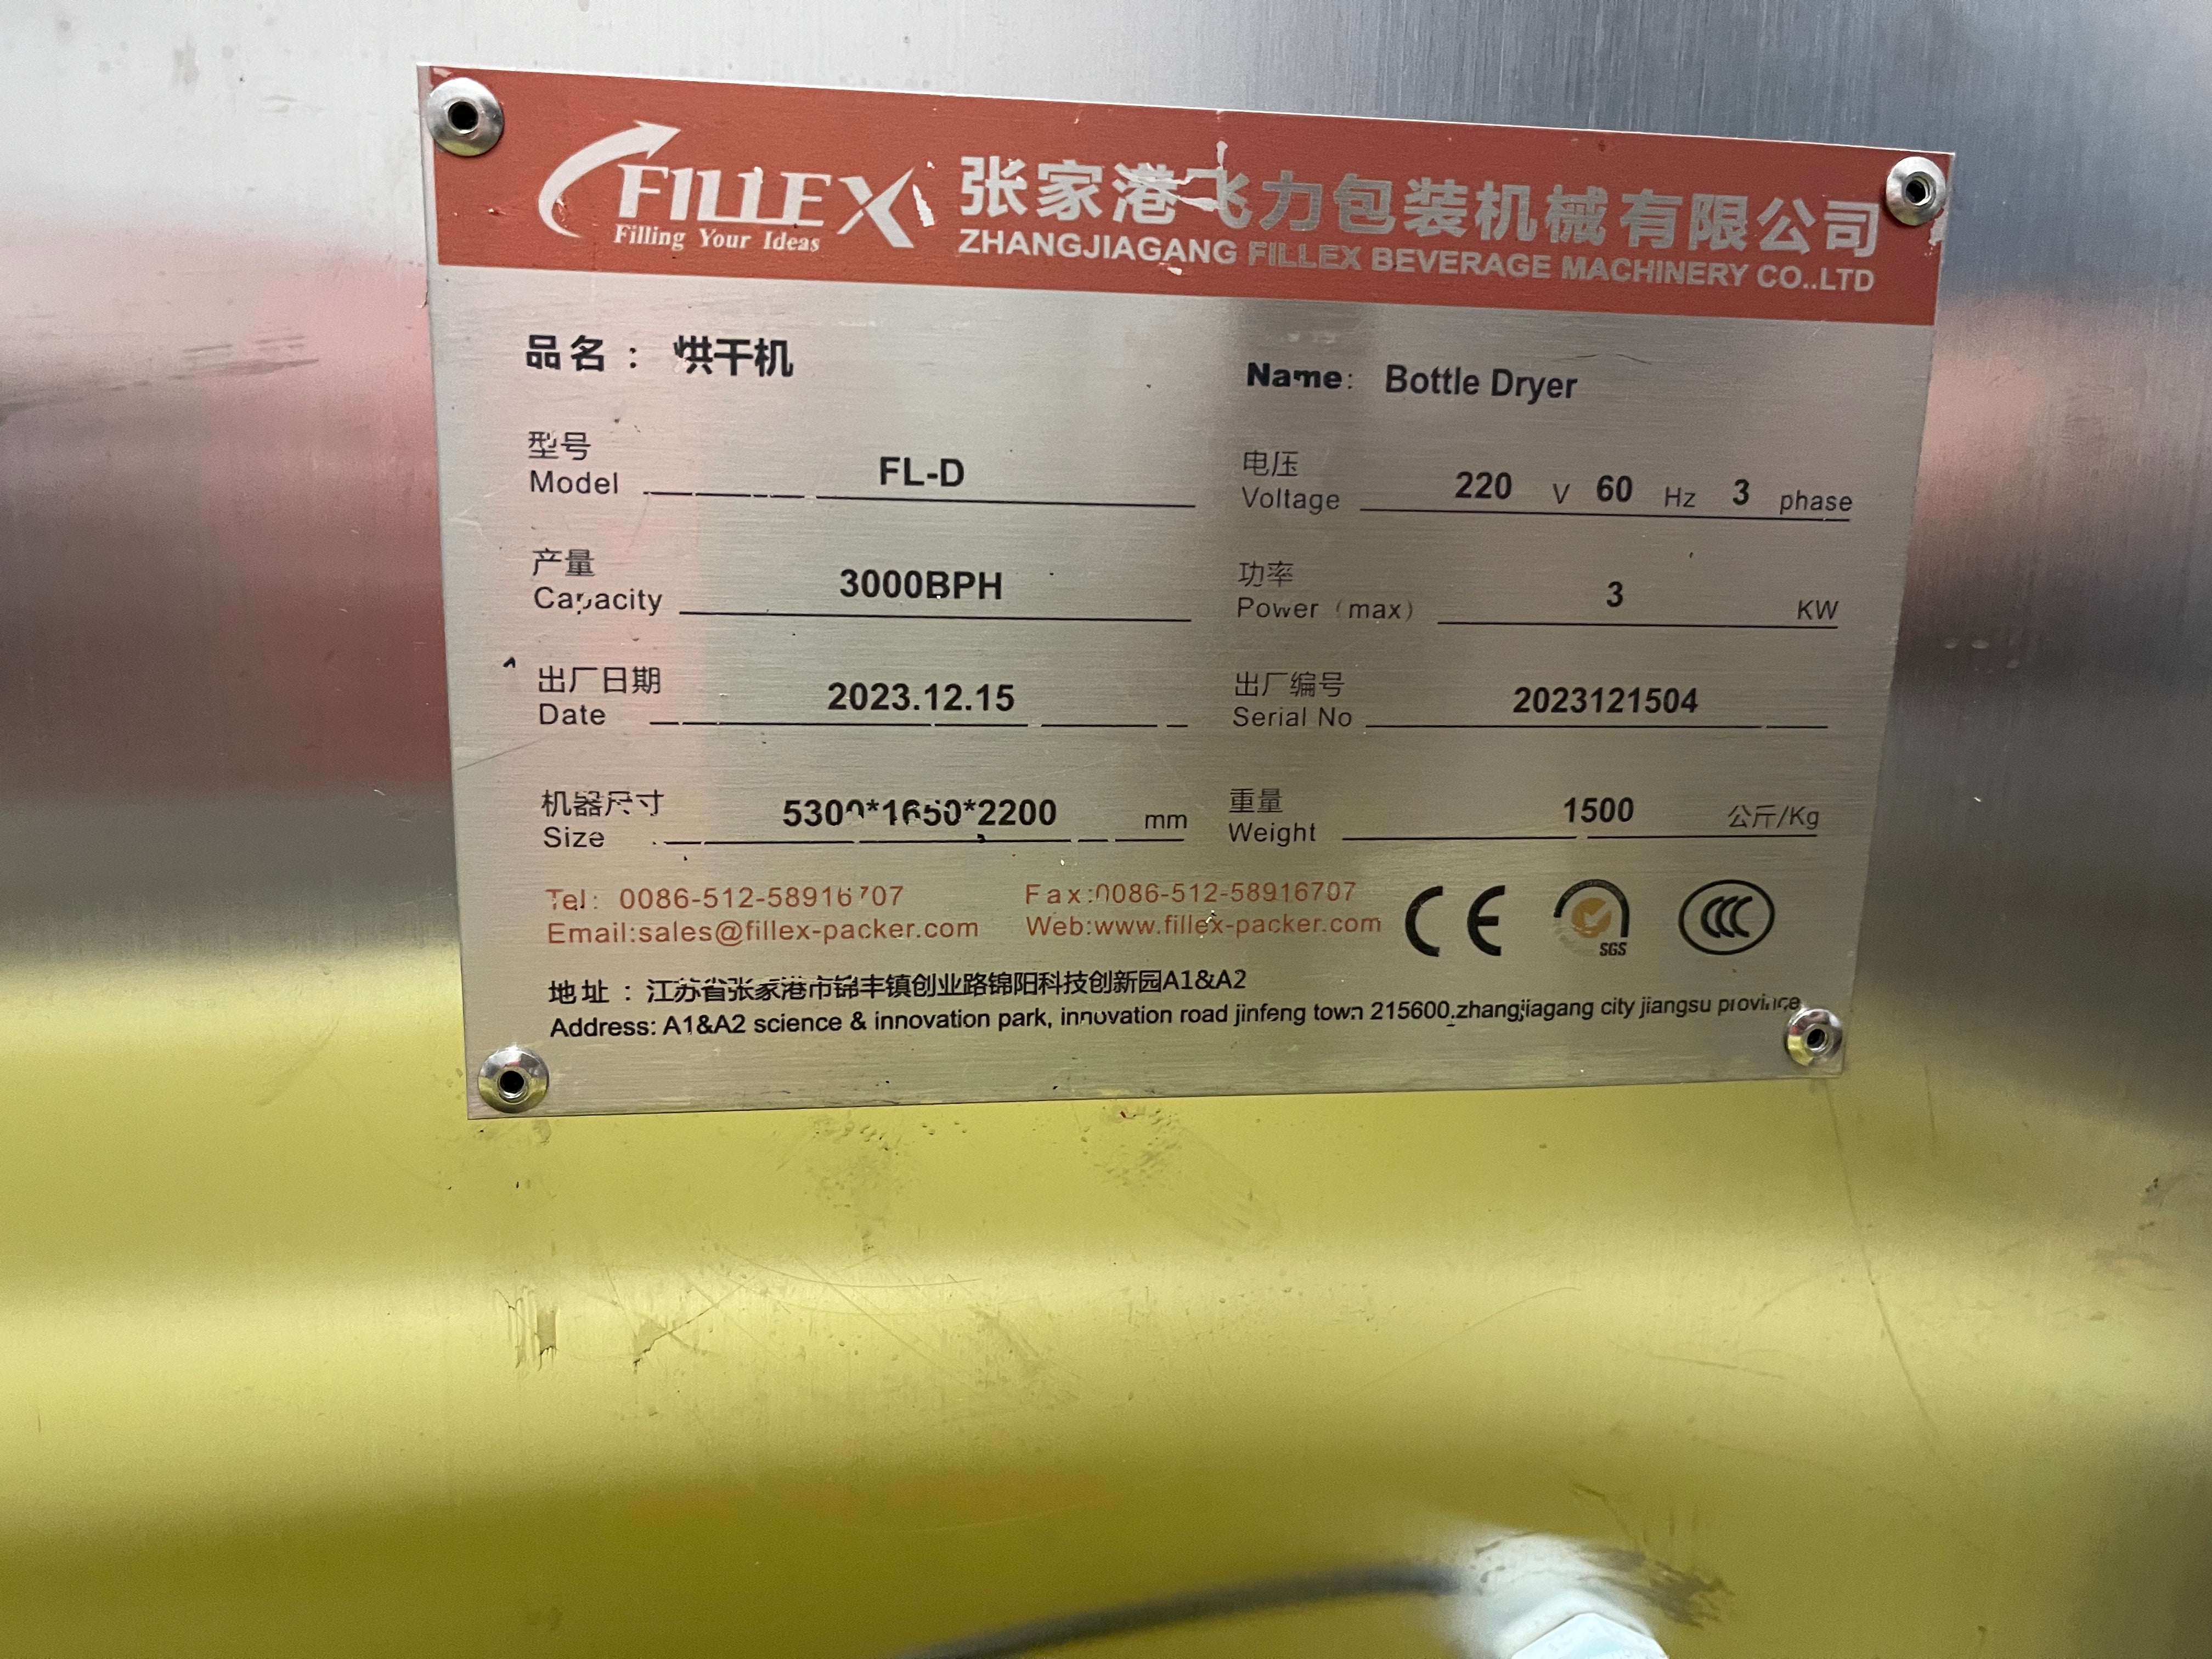 FILLEX
Filling Your Ideas
张家港飞力包装机械有限公司
ZHANGJIAGANG FILLEX BEVERAGE MACHINERY CO..LTD
品名： 烘干机
Name: Bottle Dryer
型号
Model FL-D
电压
Voltage 220 V 60 Hz 3 phase
产量
Capacity 3000BPH
功率
Power（max） 3 KW
出厂日期
Date 2023.12.15
出厂编号
Serial No 2023121504
机器尺寸
Size 5300*1650*2200 mm
重量
Weight 1500 公斤/Kg
Tel: 0086-512-58916707 Fax:0086-512-58916707
Email:sales@fillex-packer.com Web:www.fillex-packer.com
CE
SGS
CCC
地址：江苏省张家港市锦丰镇创业路锦阳科技创新园A1&A2
Address: A1&A2 science & innovation park, innovation road jinfeng town 215600.zhangjiagang city jiangsu province